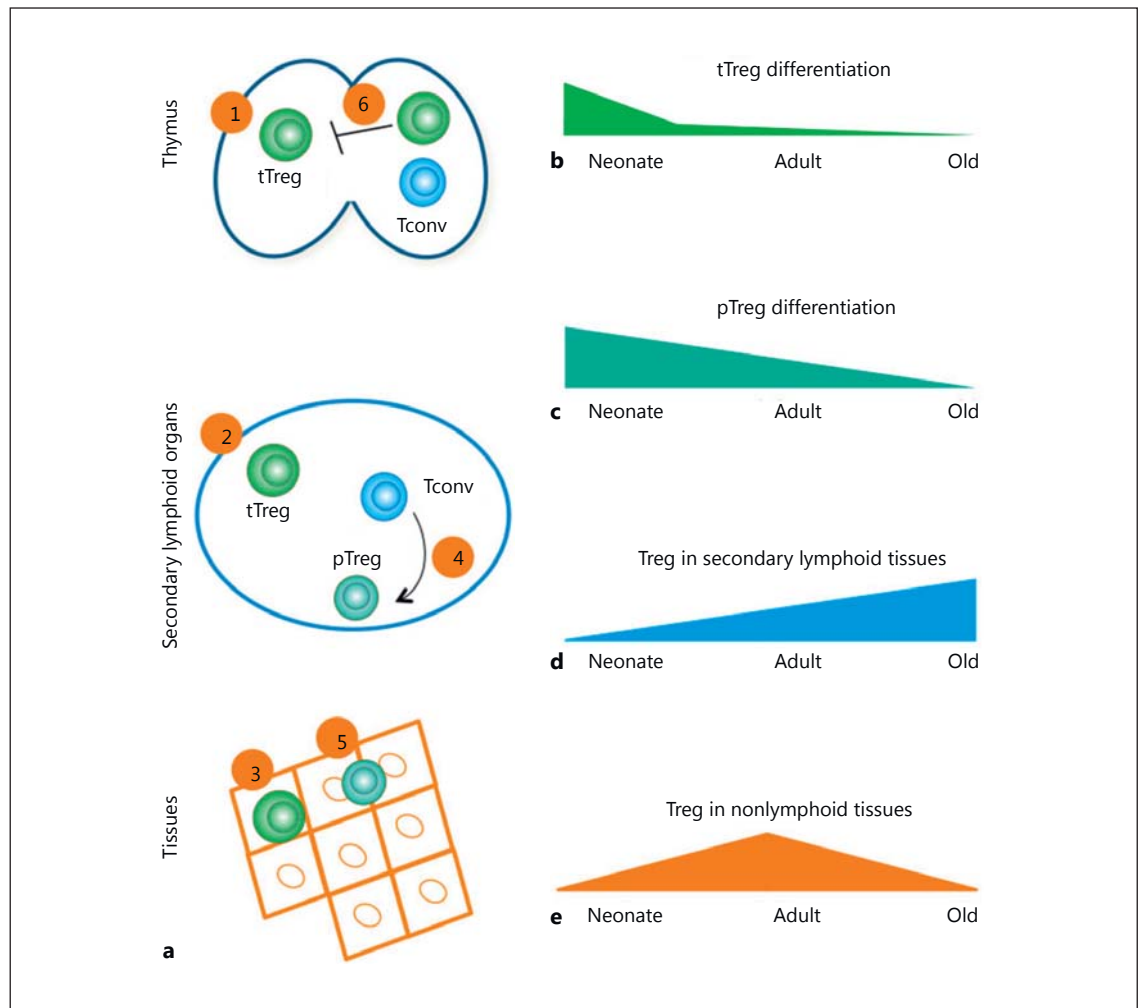 Thymus
1
6
tTreg
Tconv
tTreg differentiation
b Neonate Adult Old
pTreg differentiation
c Neonate Adult Old
Secondary lymphoid organs
2
tTreg
Tconv
pTreg
4
Treg in secondary lymphoid tissues
d Neonate Adult Old
Tissues
3
5
a
Treg in nonlymphoid tissues
e Neonate Adult Old